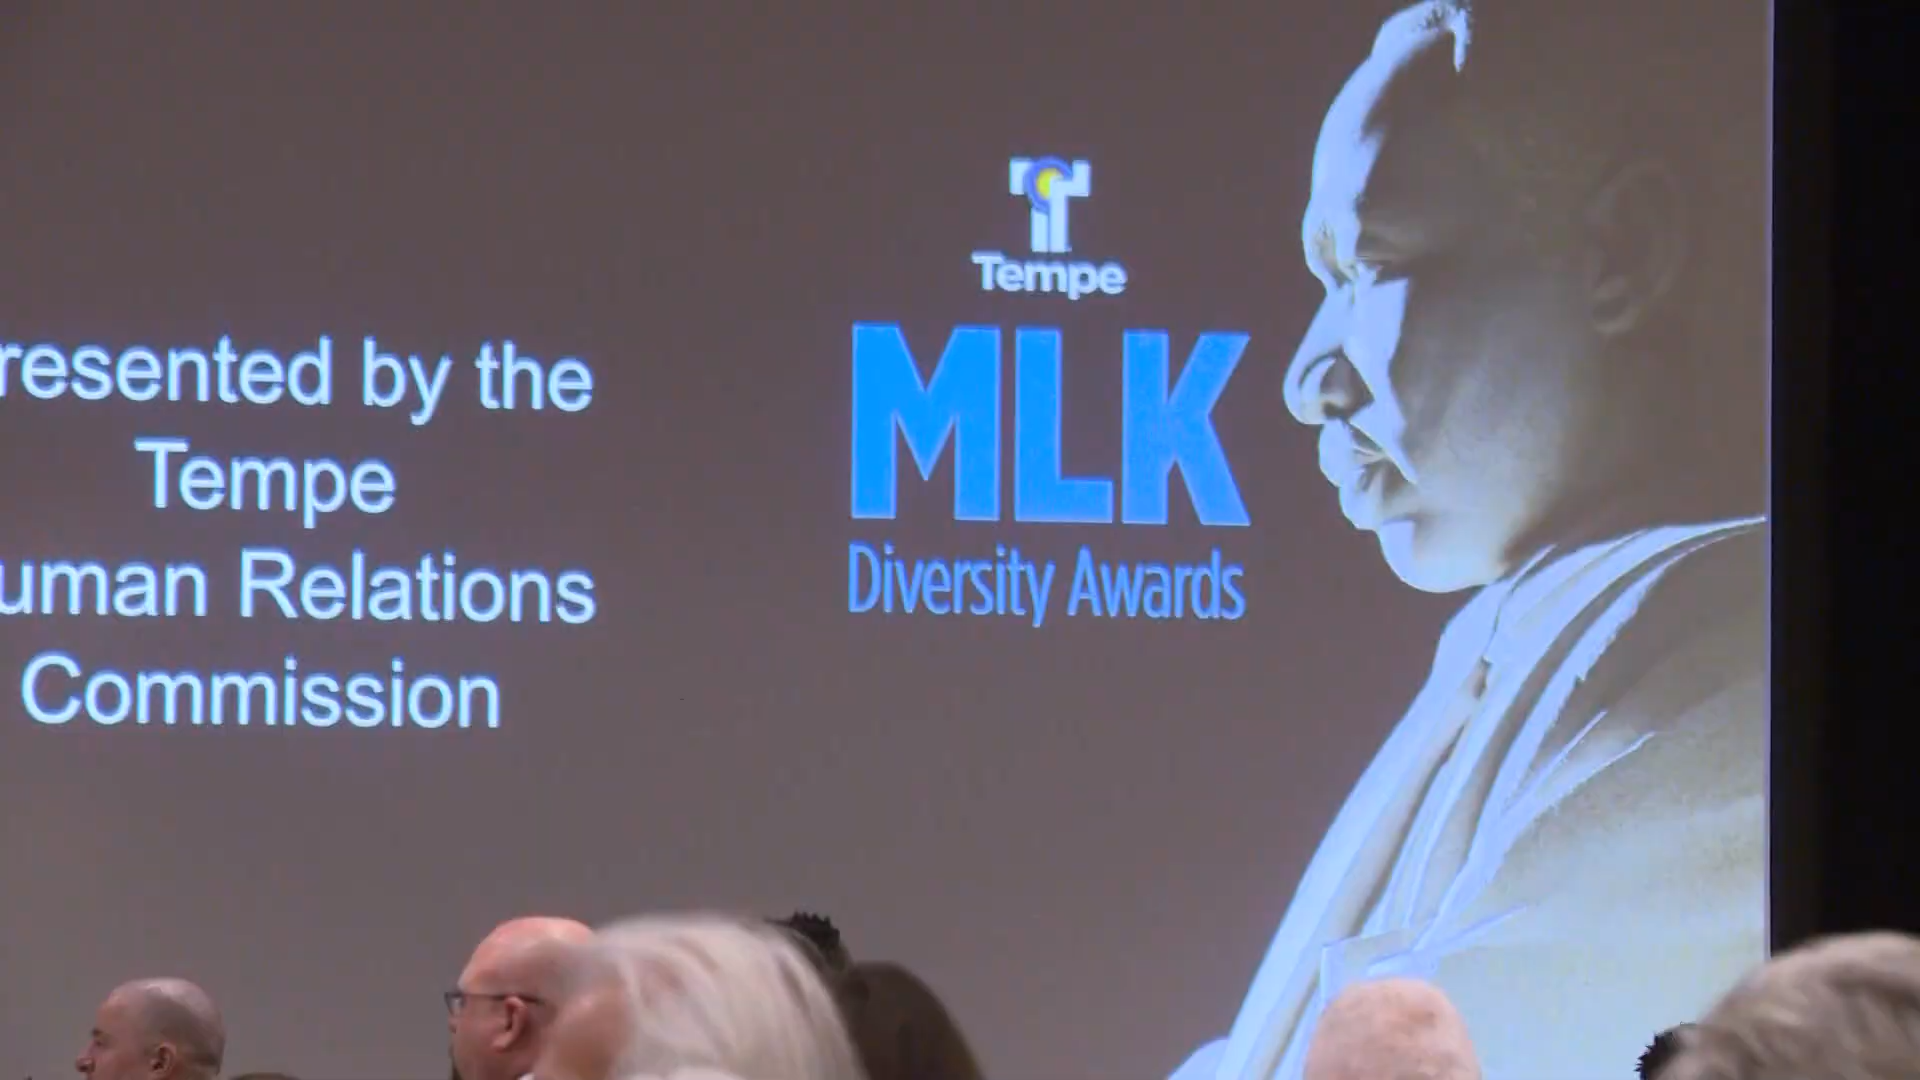 resented by the
Tempe
uman Relations
Commission
Tempe
MLK
Diversity Awards